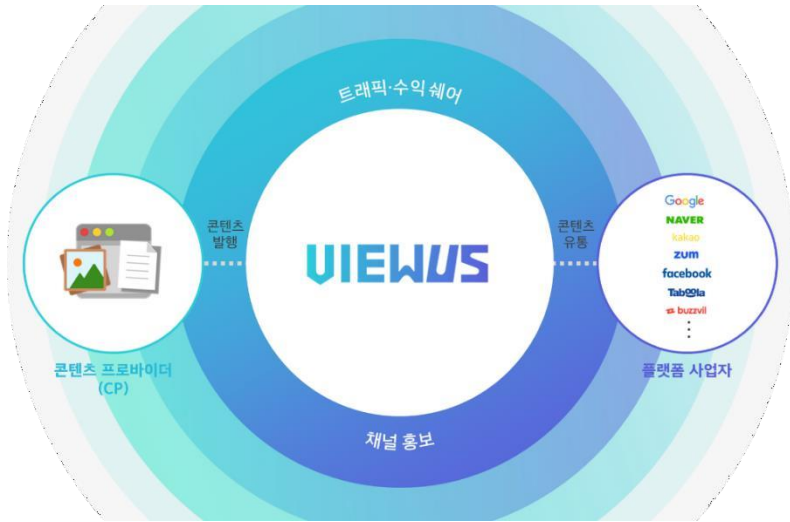 트래픽·수익 쉐어
콘텐츠
발행
VIEWUS
콘텐츠
유통
Google
NAVER
kakao
zum
facebook
Taboola
buzzvil
콘텐츠 프로바이더
(CP)
플랫폼 사업자
채널 홍보